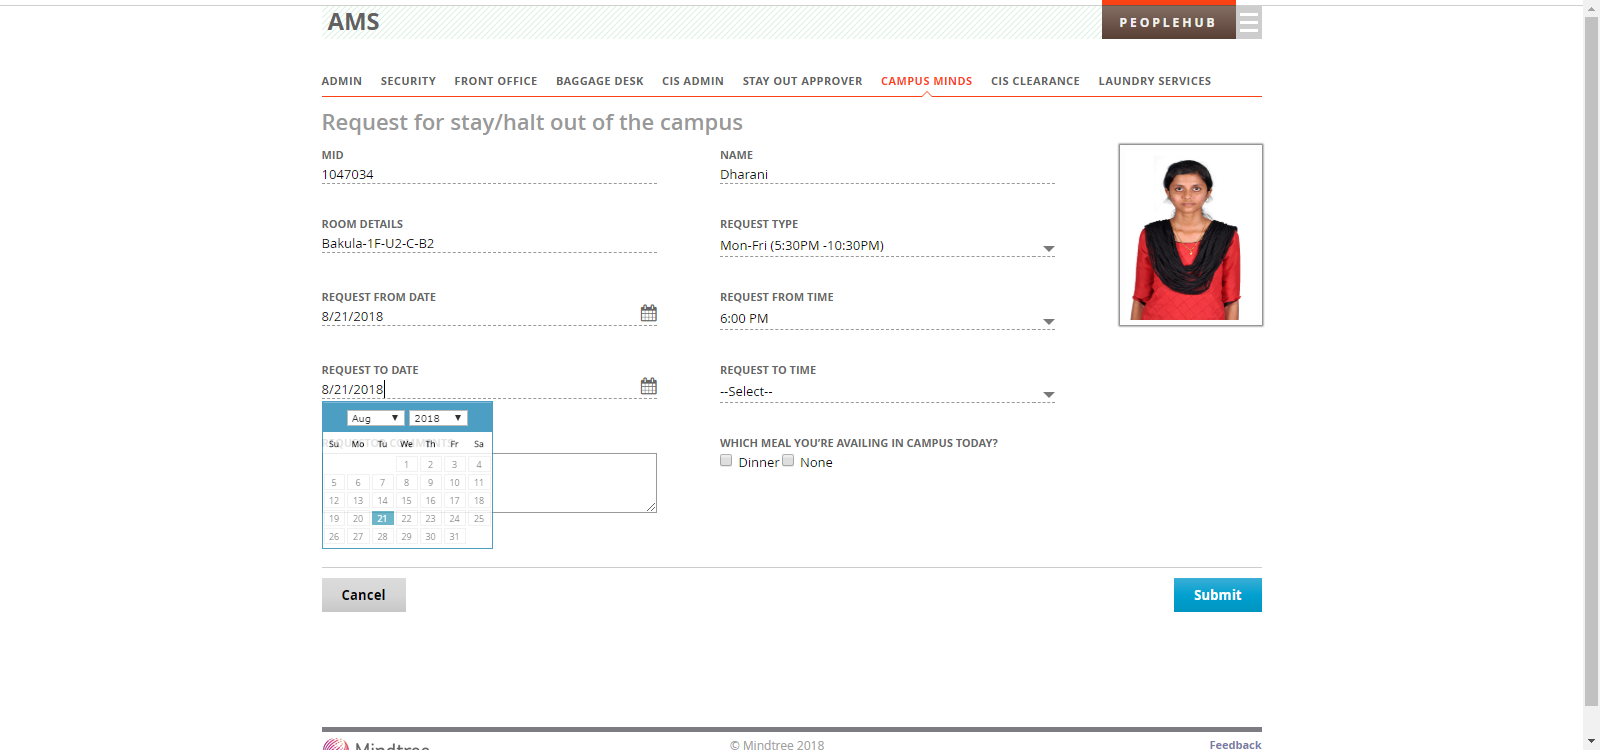 AMS
PEOPLEHUB
ADMIN SECURITY FRONT OFFICE BAGGAGE DESK CIS ADMIN STAY OUT APPROVER CAMPUS MINDS CIS CLEARANCE LAUNDRY SERVICES
Request for stay/halt out of the campus
MID
1047034
NAME
Dharani
ROOM DETAILS
Bakula-1F-U2-C-B2
REQUEST TYPE
Mon-Fri (5:30PM -10:30PM)
REQUEST FROM DATE
8/21/2018
REQUEST FROM TIME
6:00 PM
REQUEST TO DATE
8/21/2018
REQUEST TO TIME
--Select--
Aug 2018
Su Mo Tu We Th Fr Sa
1 2 3 4
5 6 7 8 9 10 11
12 13 14 15 16 17 18
19 20 21 22 23 24 25
26 27 28 29 30 31
WHICH MEAL YOU'RE AVAILING IN CAMPUS TODAY?
Dinner None
Cancel
Submit
Mindtree
© Mindtree 2018
Feedback